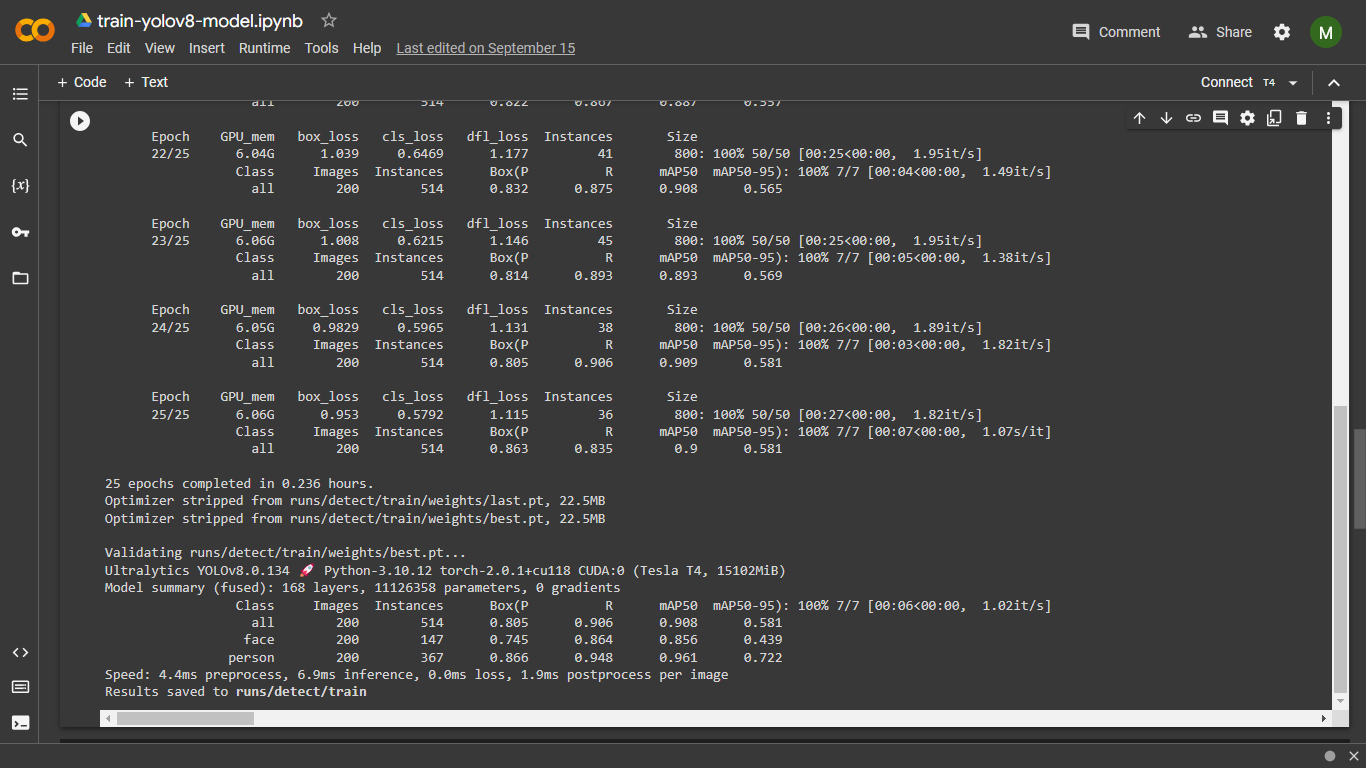 train-yolov8-model.ipynb
Comment Share M
File Edit View Insert Runtime Tools Help Last edited on September 15
+ Code + Text Connect T4
all 200 514 0.822 0.867 0.887 0.557
Epoch GPU_mem box_loss cls_loss dfl_loss Instances Size
22/25 6.04G 1.039 0.6469 1.177 41 800: 100% 50/50 [00:25<00:00, 1.95it/s]
Class Images Instances Box(P R mAP50 mAP50-95): 100% 7/7 [00:04<00:00, 1.49it/s]
all 200 514 0.832 0.875 0.908 0.565
Epoch GPU_mem box_loss cls_loss dfl_loss Instances Size
23/25 6.06G 1.008 0.6215 1.146 45 800: 100% 50/50 [00:25<00:00, 1.95it/s]
Class Images Instances Box(P R mAP50 mAP50-95): 100% 7/7 [00:05<00:00, 1.38it/s]
all 200 514 0.814 0.893 0.893 0.569
Epoch GPU_mem box_loss cls_loss dfl_loss Instances Size
24/25 6.05G 0.9829 0.5965 1.131 38 800: 100% 50/50 [00:26<00:00, 1.89it/s]
Class Images Instances Box(P R mAP50 mAP50-95): 100% 7/7 [00:03<00:00, 1.82it/s]
all 200 514 0.805 0.906 0.909 0.581
Epoch GPU_mem box_loss cls_loss dfl_loss Instances Size
25/25 6.06G 0.953 0.5792 1.115 36 800: 100% 50/50 [00:27<00:00, 1.82it/s]
Class Images Instances Box(P R mAP50 mAP50-95): 100% 7/7 [00:07<00:00, 1.07s/it]
all 200 514 0.863 0.835 0.9 0.581
25 epochs completed in 0.236 hours.
Optimizer stripped from runs/detect/train/weights/last.pt, 22.5MB
Optimizer stripped from runs/detect/train/weights/best.pt, 22.5MB
Validating runs/detect/train/weights/best.pt...
Ultralytics YOLOv8.0.134 🚀 Python-3.10.12 torch-2.0.1+cu118 CUDA:0 (Tesla T4, 15102MiB)
Model summary (fused): 168 layers, 11126358 parameters, 0 gradients
Class Images Instances Box(P R mAP50 mAP50-95): 100% 7/7 [00:06<00:00, 1.02it/s]
all 200 514 0.805 0.906 0.908 0.581
face 200 147 0.745 0.864 0.856 0.439
person 200 367 0.866 0.948 0.961 0.722
Speed: 4.4ms preprocess, 6.9ms inference, 0.0ms loss, 1.9ms postprocess per image
Results saved to runs/detect/train